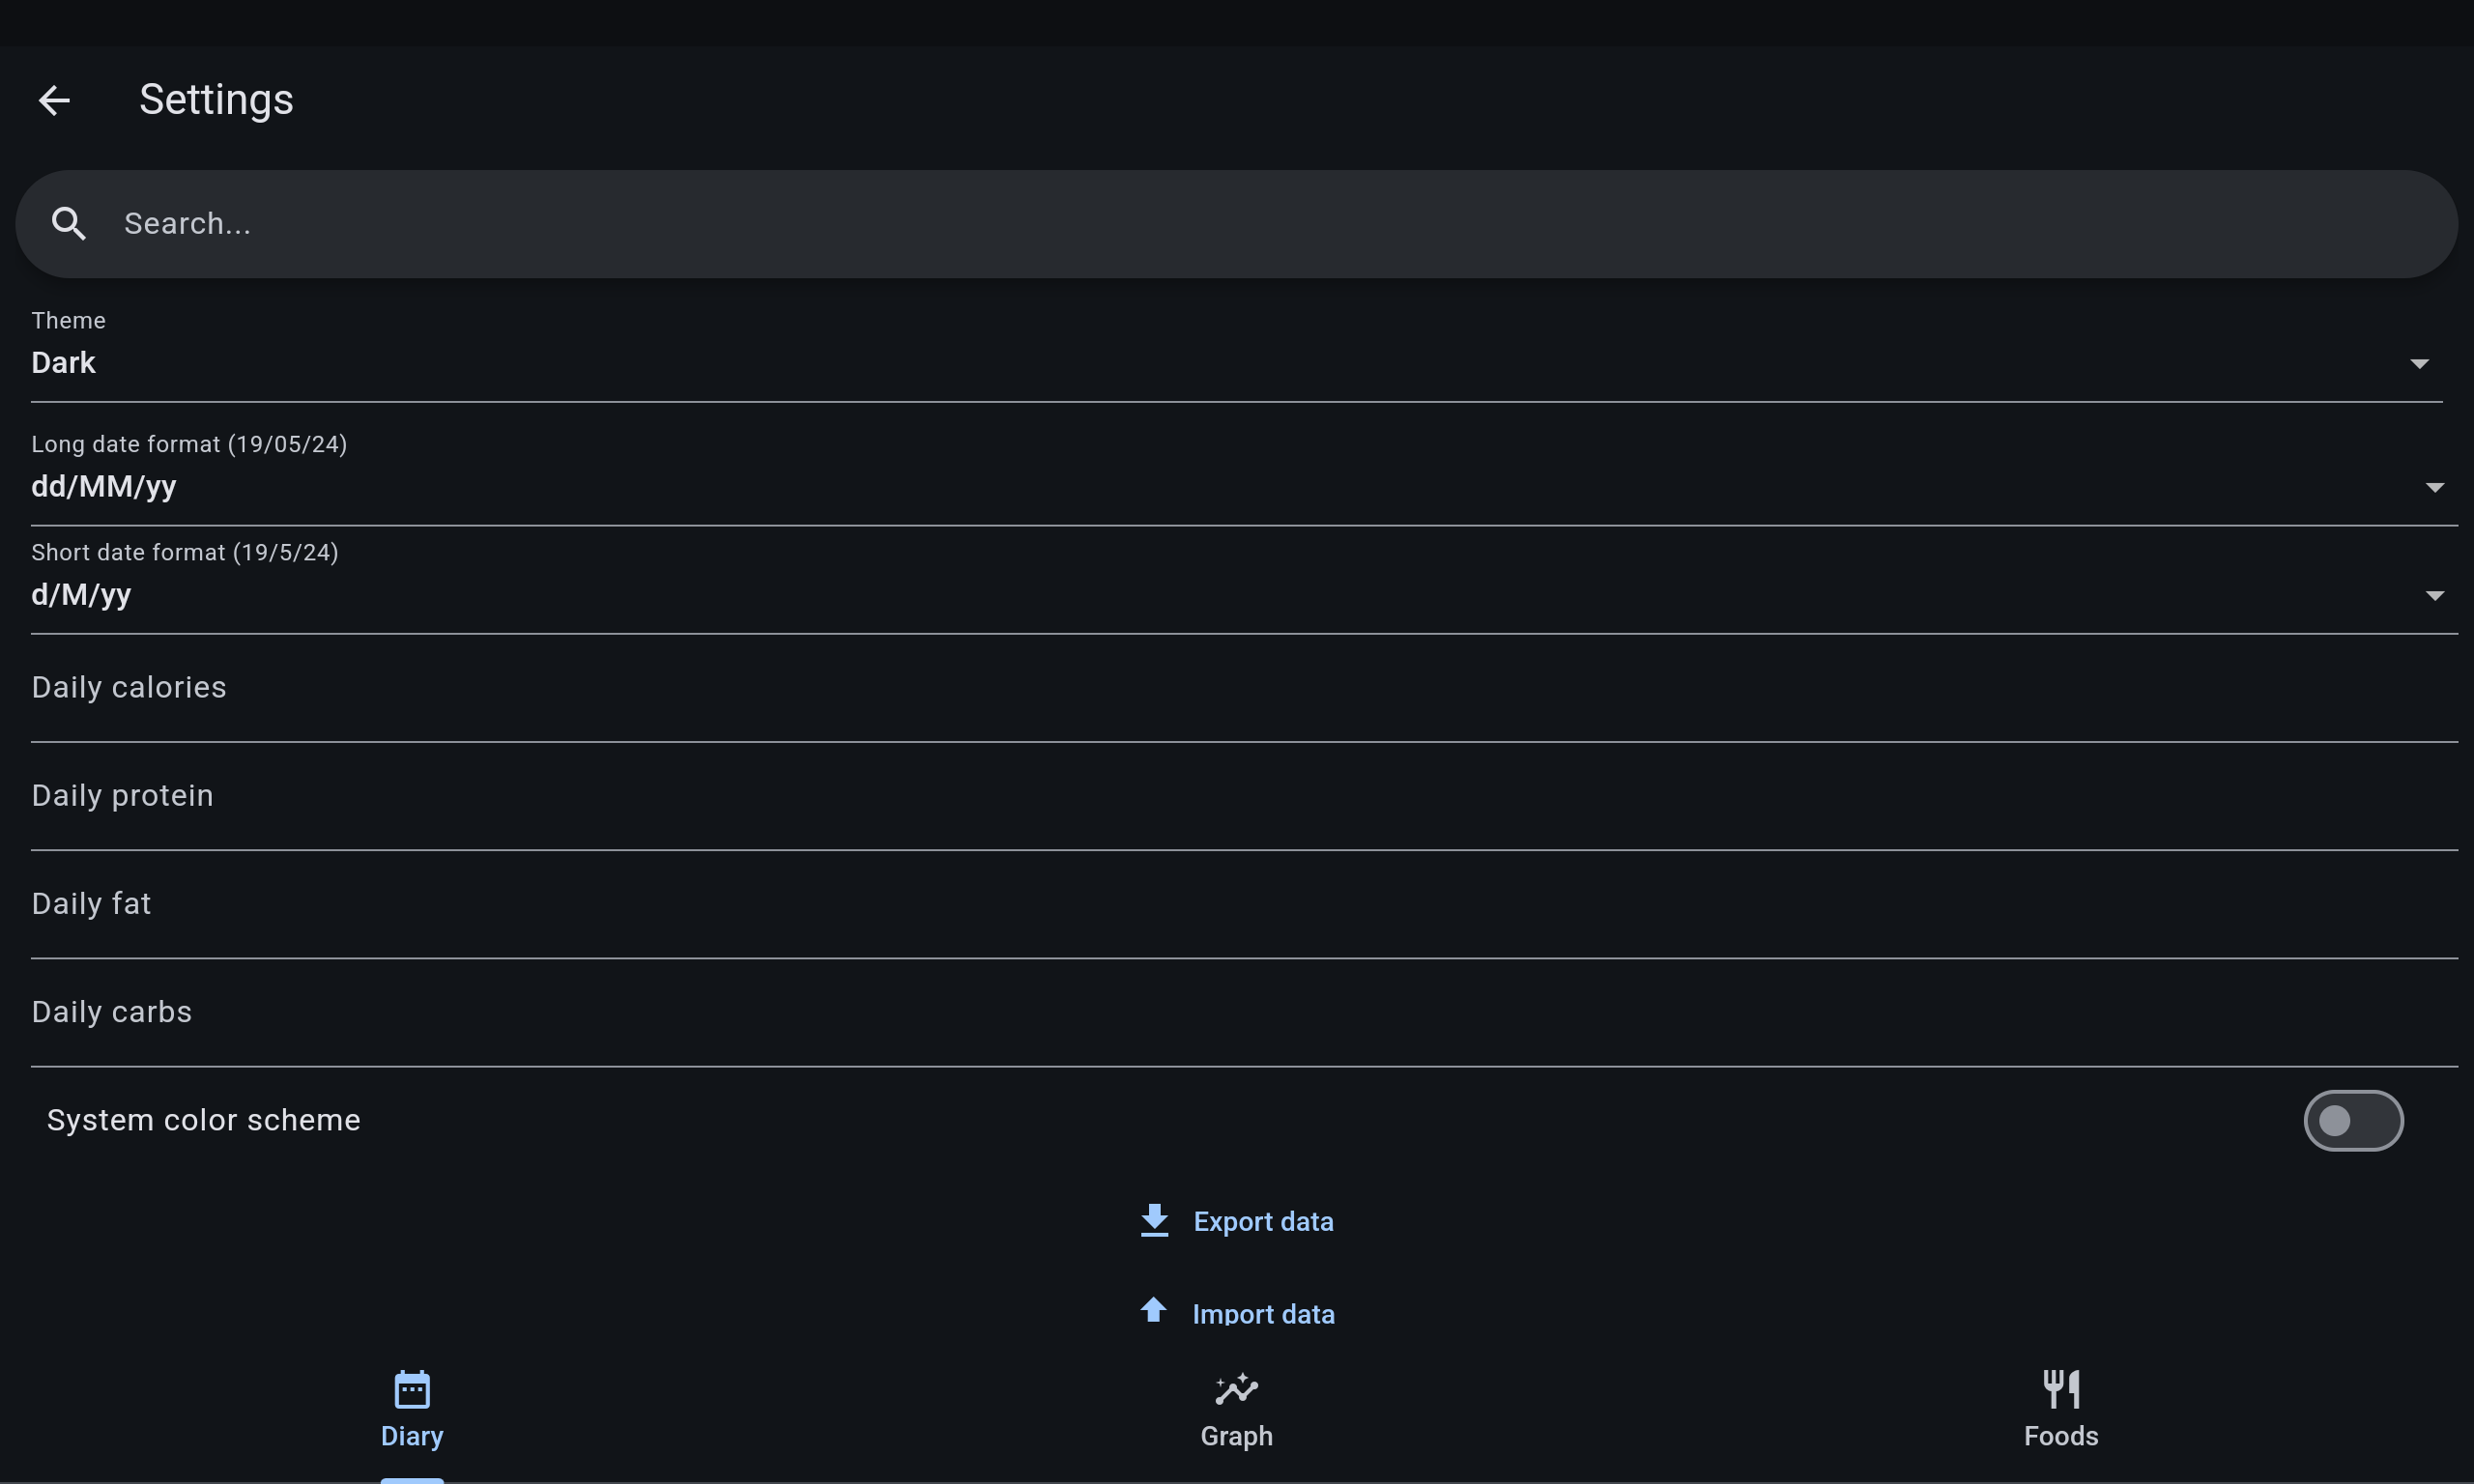 Settings
Search...
Theme
Dark
Long date format (19/05/24)
dd/MM/yy
Short date format (19/5/24)
d/M/yy
Daily calories
Daily protein
Daily fat
Daily carbs
System color scheme
Export data
Import data
Diary
Graph
Foods